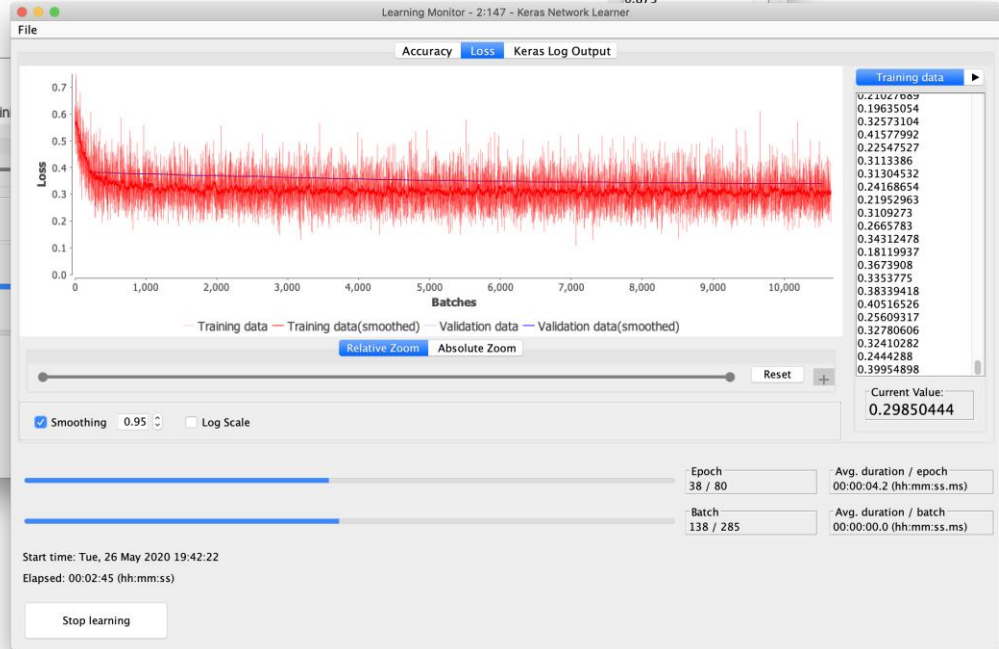 0.875
Learning Monitor - 2:147 - Keras Network Learner
File
Accuracy Loss Keras Log Output
0.7
0.6
0.5
0.4
0.3
0.2
0.1
0.0
Loss
0 1,000 2,000 3,000 4,000 5,000 6,000 7,000 8,000 9,000 10,000
Batches
Training data Training data(smoothed) Validation data Validation data(smoothed)
Relative Zoom Absolute Zoom
Reset +
Smoothing 0.95 Log Scale
Training data
0.21027689
0.19635054
0.32573104
0.41577992
0.22547527
0.3113386
0.31304532
0.24168654
0.21952963
0.3109273
0.2665783
0.34312478
0.18119937
0.3673908
0.3353775
0.38339418
0.40516526
0.25609317
0.32780606
0.32410282
0.2444288
0.39954898
Current Value:
0.29850444
Epoch
38 / 80
Avg. duration / epoch
00:00:04.2 (hh:mm:ss.ms)
Batch
138 / 285
Avg. duration / batch
00:00:00.0 (hh:mm:ss.ms)
Start time: Tue, 26 May 2020 19:42:22
Elapsed: 00:02:45 (hh:mm:ss)
Stop learning